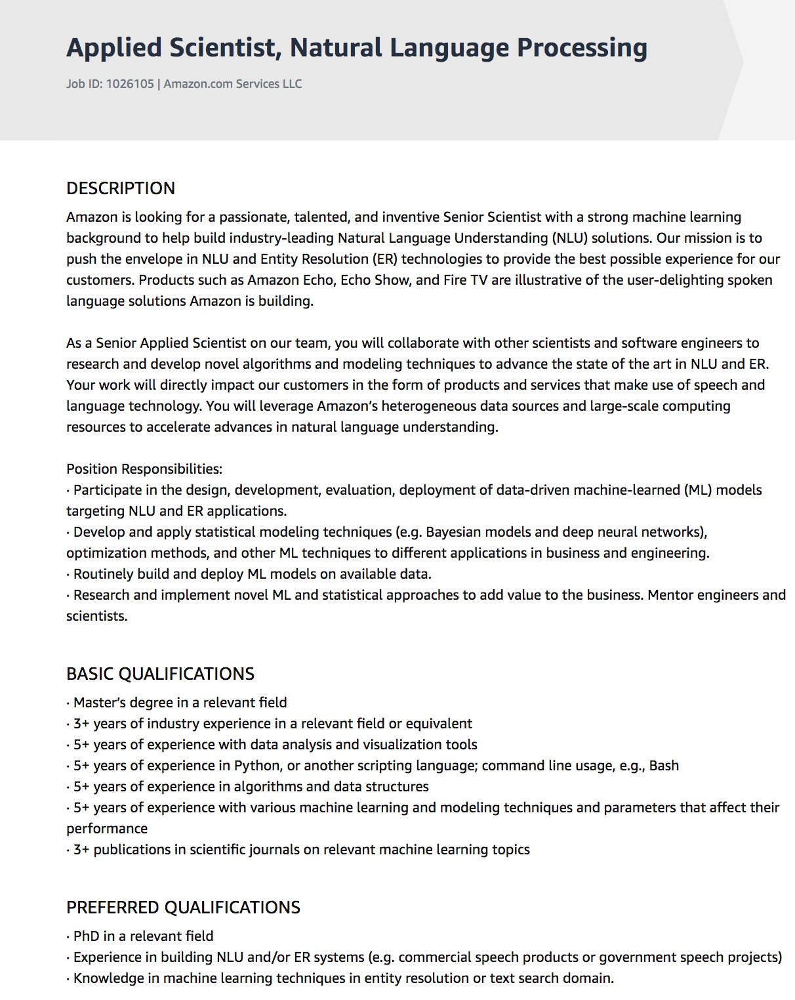 Applied Scientist, Natural Language Processing
Job ID: 1026105 | Amazon.com Services LLC
DESCRIPTION
Amazon is looking for a passionate, talented, and inventive Senior Scientist with a strong machine learning
background to help build industry-leading Natural Language Understanding (NLU) solutions. Our mission is to
push the envelope in NLU and Entity Resolution (ER) technologies to provide the best possible experience for our
customers. Products such as Amazon Echo, Echo Show, and Fire TV are illustrative of the user-delighting spoken
language solutions Amazon is building.
As a Senior Applied Scientist on our team, you will collaborate with other scientists and software engineers to
research and develop novel algorithms and modeling techniques to advance the state of the art in NLU and ER.
Your work will directly impact our customers in the form of products and services that make use of speech and
language technology. You will leverage Amazon’s heterogeneous data sources and large-scale computing
resources to accelerate advances in natural language understanding.
Position Responsibilities:
· Participate in the design, development, evaluation, deployment of data-driven machine-learned (ML) models
targeting NLU and ER applications.
· Develop and apply statistical modeling techniques (e.g. Bayesian models and deep neural networks),
optimization methods, and other ML techniques to different applications in business and engineering.
· Routinely build and deploy ML models on available data.
· Research and implement novel ML and statistical approaches to add value to the business. Mentor engineers and
scientists.
BASIC QUALIFICATIONS
· Master’s degree in a relevant field
· 3+ years of industry experience in a relevant field or equivalent
· 5+ years of experience with data analysis and visualization tools
· 5+ years of experience in Python, or another scripting language; command line usage, e.g., Bash
· 5+ years of experience in algorithms and data structures
· 5+ years of experience with various machine learning and modeling techniques and parameters that affect their
performance
· 3+ publications in scientific journals on relevant machine learning topics
PREFERRED QUALIFICATIONS
· PhD in a relevant field
· Experience in building NLU and/or ER systems (e.g. commercial speech products or government speech projects)
· Knowledge in machine learning techniques in entity resolution or text search domain.